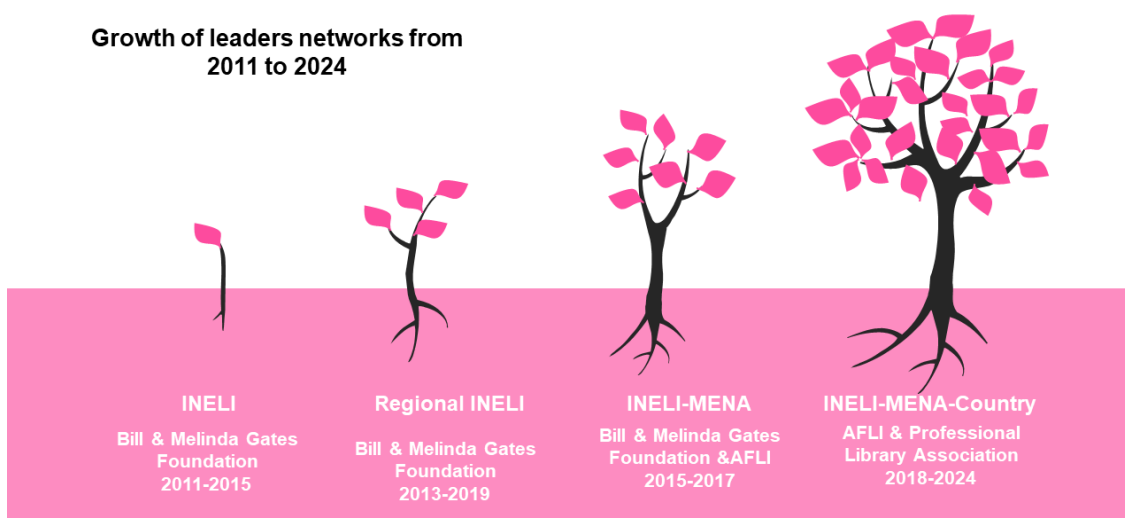 Growth of leaders networks from
2011 to 2024
INELI
Bill & Melinda Gates
Foundation
2011-2015
Regional INELI
Bill & Melinda Gates
Foundation
2013-2019
INELI-MENA
Bill & Melinda Gates
Foundation &AFLI
2015-2017
INELI-MENA-Country
AFLI & Professional
Library Association
2018-2024